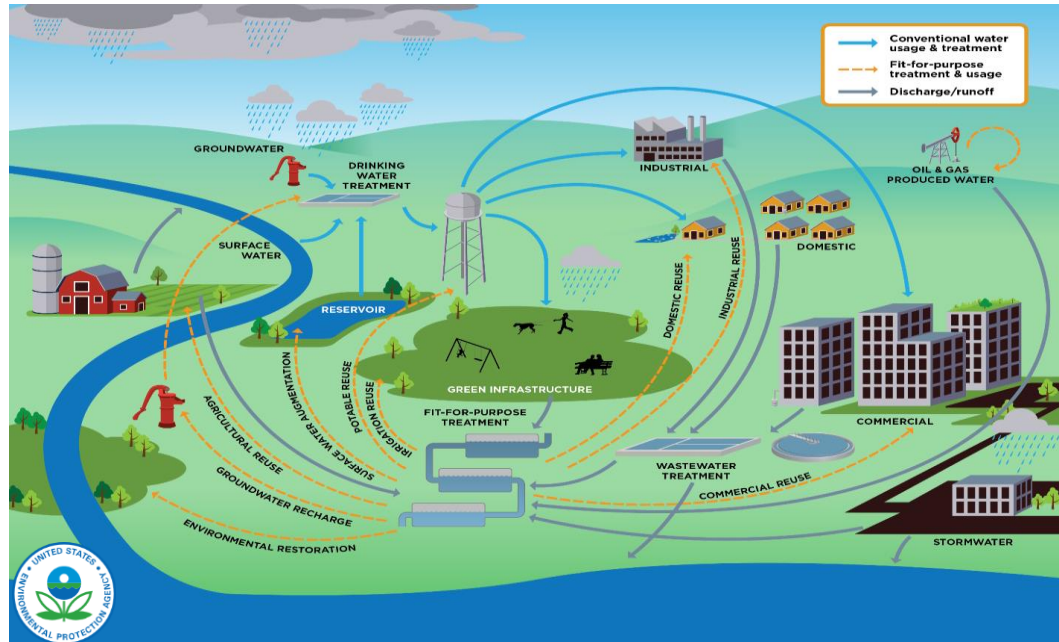 Conventional water
usage & treatment
Fit-for-purpose
treatment & usage
Discharge/runoff
GROUNDWATER
DRINKING
WATER
TREATMENT
INDUSTRIAL
OIL & GAS
PRODUCED WATER
SURFACE
WATER
DOMESTIC
RESERVOIR
DOMESTIC REUSE
INDUSTRIAL REUSE
GREEN INFRASTRUCTURE
FIT-FOR-PURPOSE
TREATMENT
COMMERCIAL
AGRICULTURAL REUSE
SURFACE WATER AUGMENTATION
POTABLE REUSE
IRRIGATION REUSE
WASTEWATER
TREATMENT
COMMERCIAL REUSE
GROUNDWATER RECHARGE
ENVIRONMENTAL RESTORATION
STORMWATER
UNITED STATES
ENVIRONMENTAL PROTECTION AGENCY